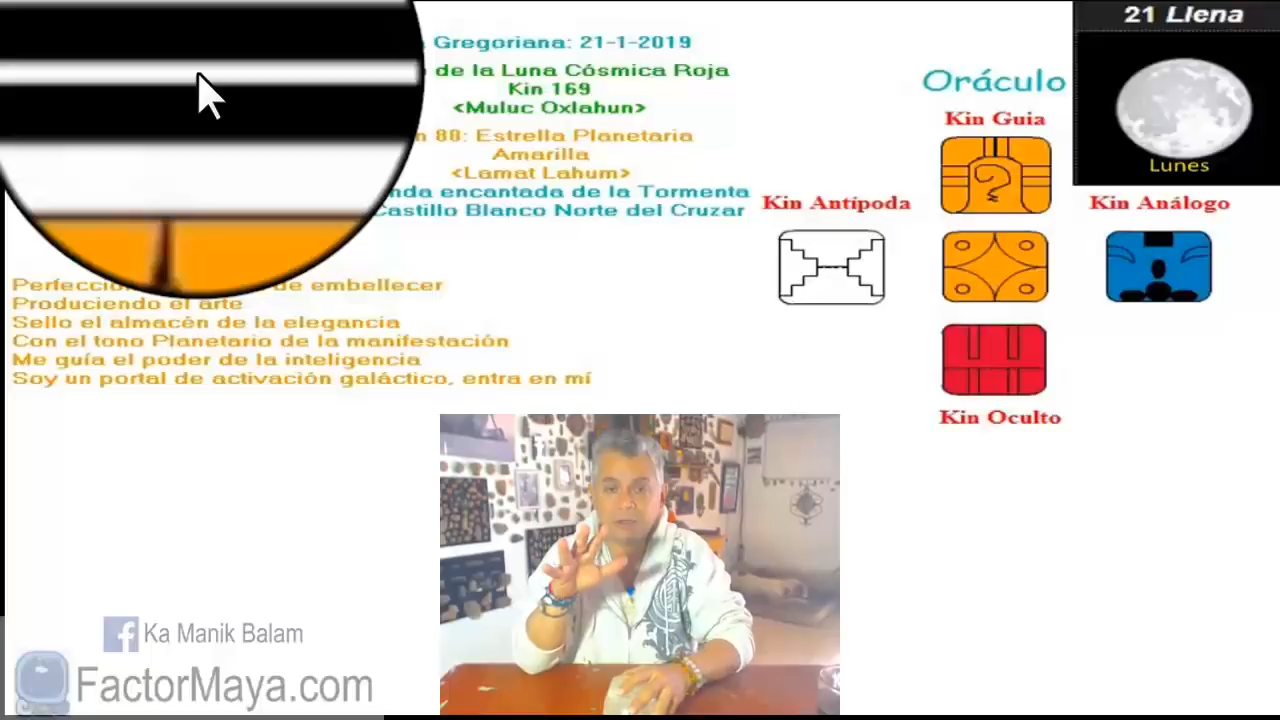 Gregoriana: 21-1-2019
de la Luna Cósmica Roja
Kin 169
<Muluc Oxlahun>
88: Estrella Planetaria
Amarilla
<Lamat Lahum>
encantada de la Tormenta
Castillo Blanco Norte del Cruzar
de embellecer
Produciendo el arte
Sello el almacén de la elegancia
Con el tono Planetario de la manifestación
Me guía el poder de la inteligencia
Soy un portal de activación galáctico, entra en mí
Oráculo
Kin Guia
Kin Antípoda
Kin Análogo
Kin Oculto
21 Llena
Lunes
Ka Manik Balam
FactorMaya.com